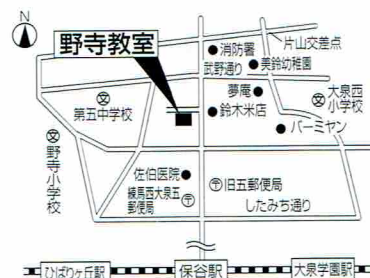 N
野寺教室
消防署
片山交差点
武野通り
美鈴幼稚園
夢庵
大泉西
小学校
第五中学校
鈴木米店
バーミヤン
野寺小学校
佐伯医院
練馬西大泉五
郵便局
旧五郵便局
したみち通り
ひばりヶ丘駅
保谷駅
大泉学園駅